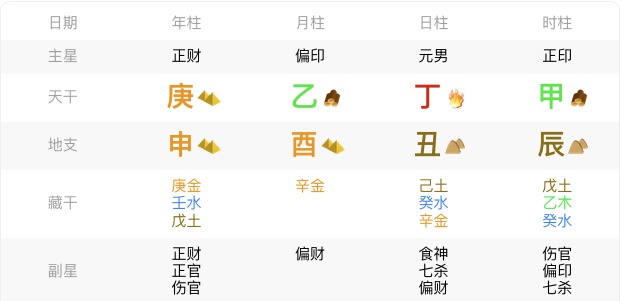 日期 年柱 月柱 日柱 时柱
主星 正财 偏印 元男 正印
天干 庚 乙 丁 甲
地支 申 酉 丑 辰
藏干 庚金 辛金 己土 戊土
壬水 癸水 乙木
戊土 辛金 癸水
副星 正财 偏财 食神 伤官
正官 七杀 偏印
伤官 偏财 七杀